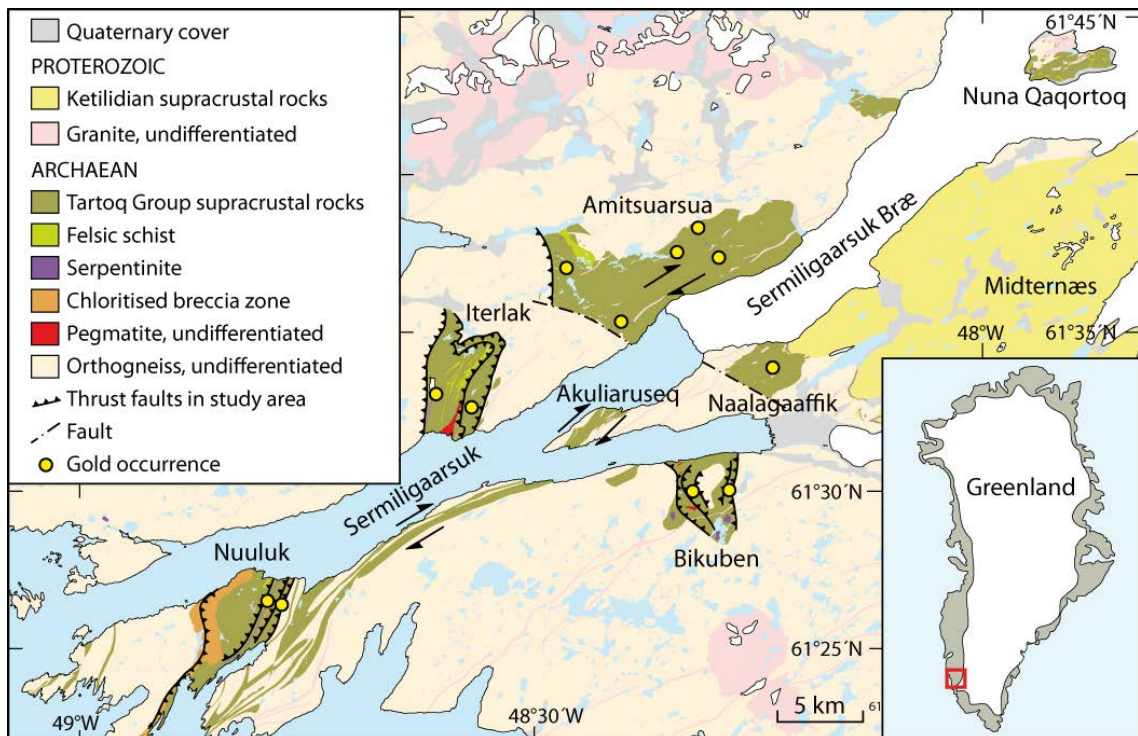 Quaternary cover
PROTEROZOIC
Ketilidian supracrustal rocks
Granite, undifferentiated
ARCHAEAN
Tartoq Group supracrustal rocks
Felsic schist
Serpentinite
Chloritised breccia zone
Pegmatite, undifferentiated
Orthogneiss, undifferentiated
Thrust faults in study area
Fault
Gold occurrence
61°45´N
Nuna Qaqortoq
Amitsuarsua
Sermiligaarsuk Bræ
Midternæs
Iterlak
48°W
61°35´N
Akuliaruseq
Naalagaaffik
Sermiligaarsuk
61°30´N
Greenland
Nuuluk
Bikuben
61°25´N
49°W
48°30´W
5 km
61